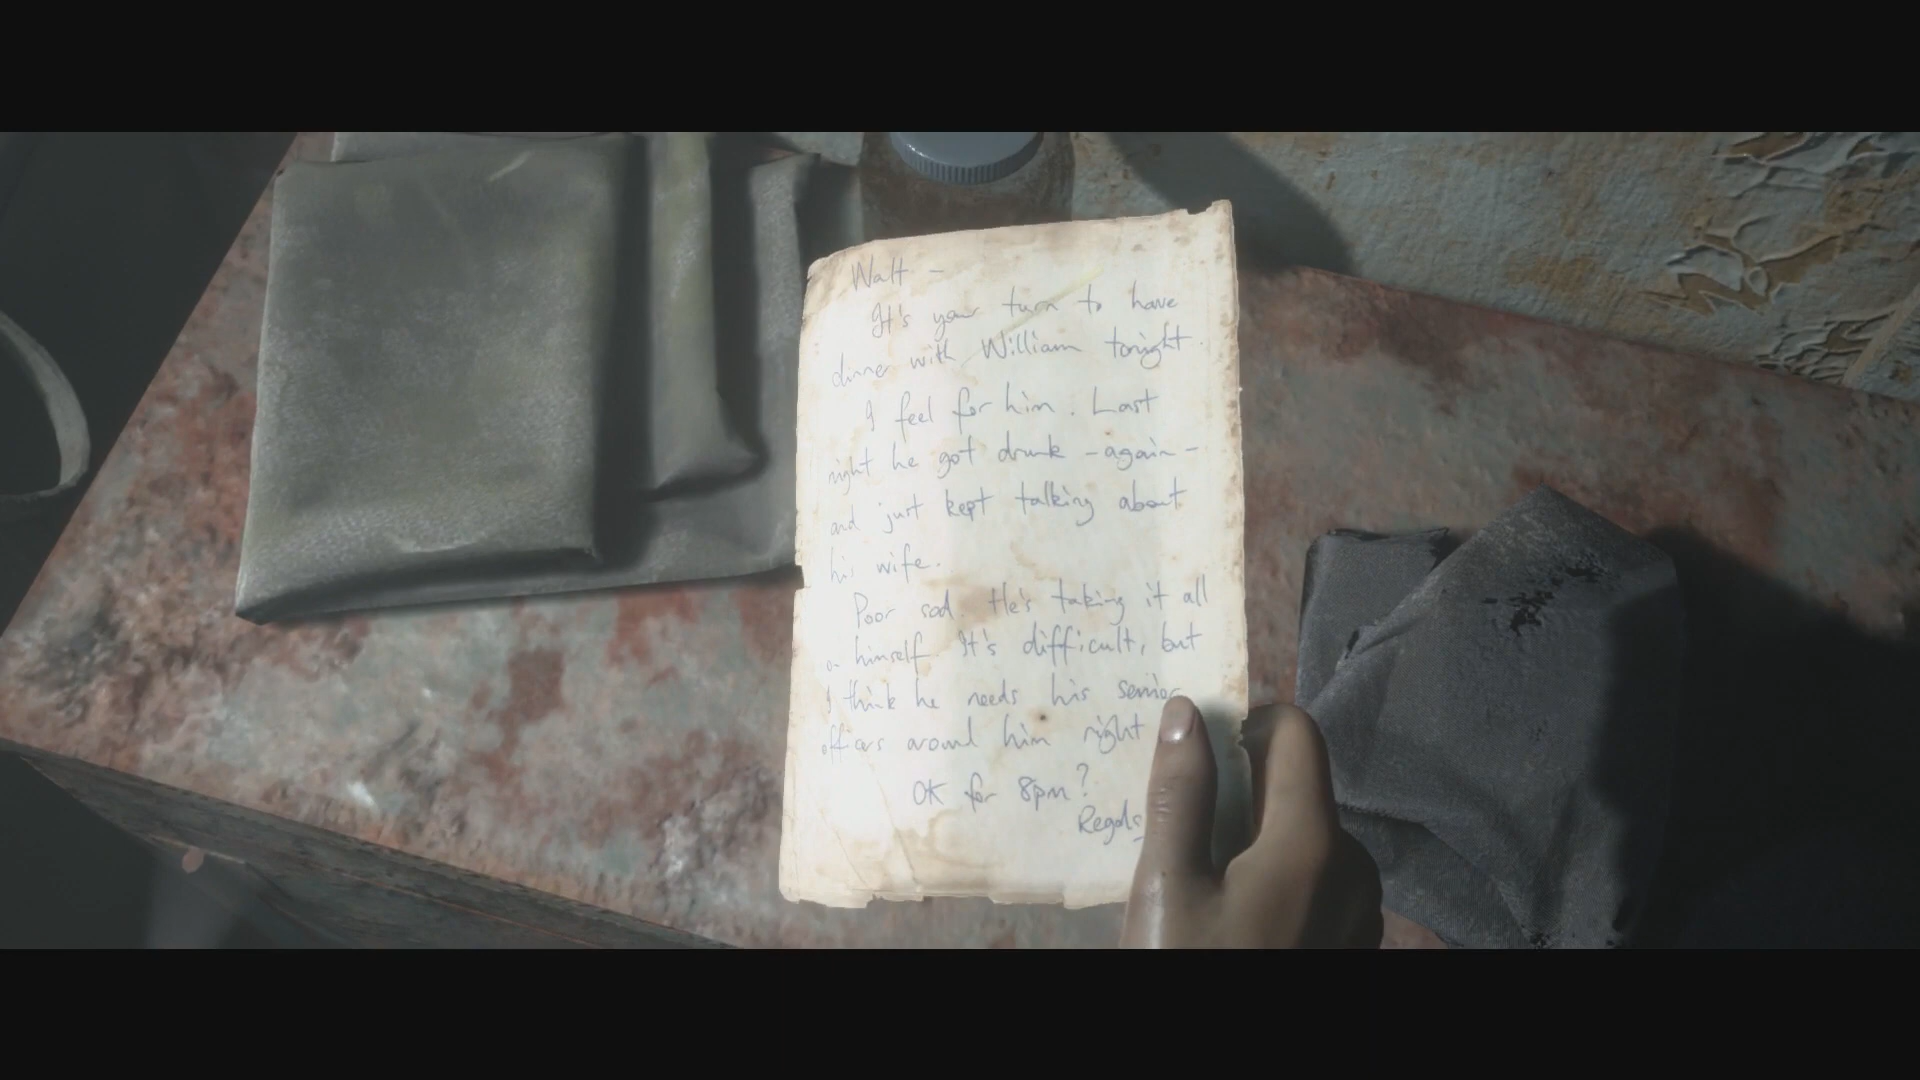 Walt -
It's your turn to have
dinner with William tonight.
I feel for him. Last
night he got drunk - again -
and just kept talking about
his wife.
Poor sod. He's taking it all
on himself. It's difficult, but
I think he needs his senior
officers around him right
OK for 8pm?
Regds